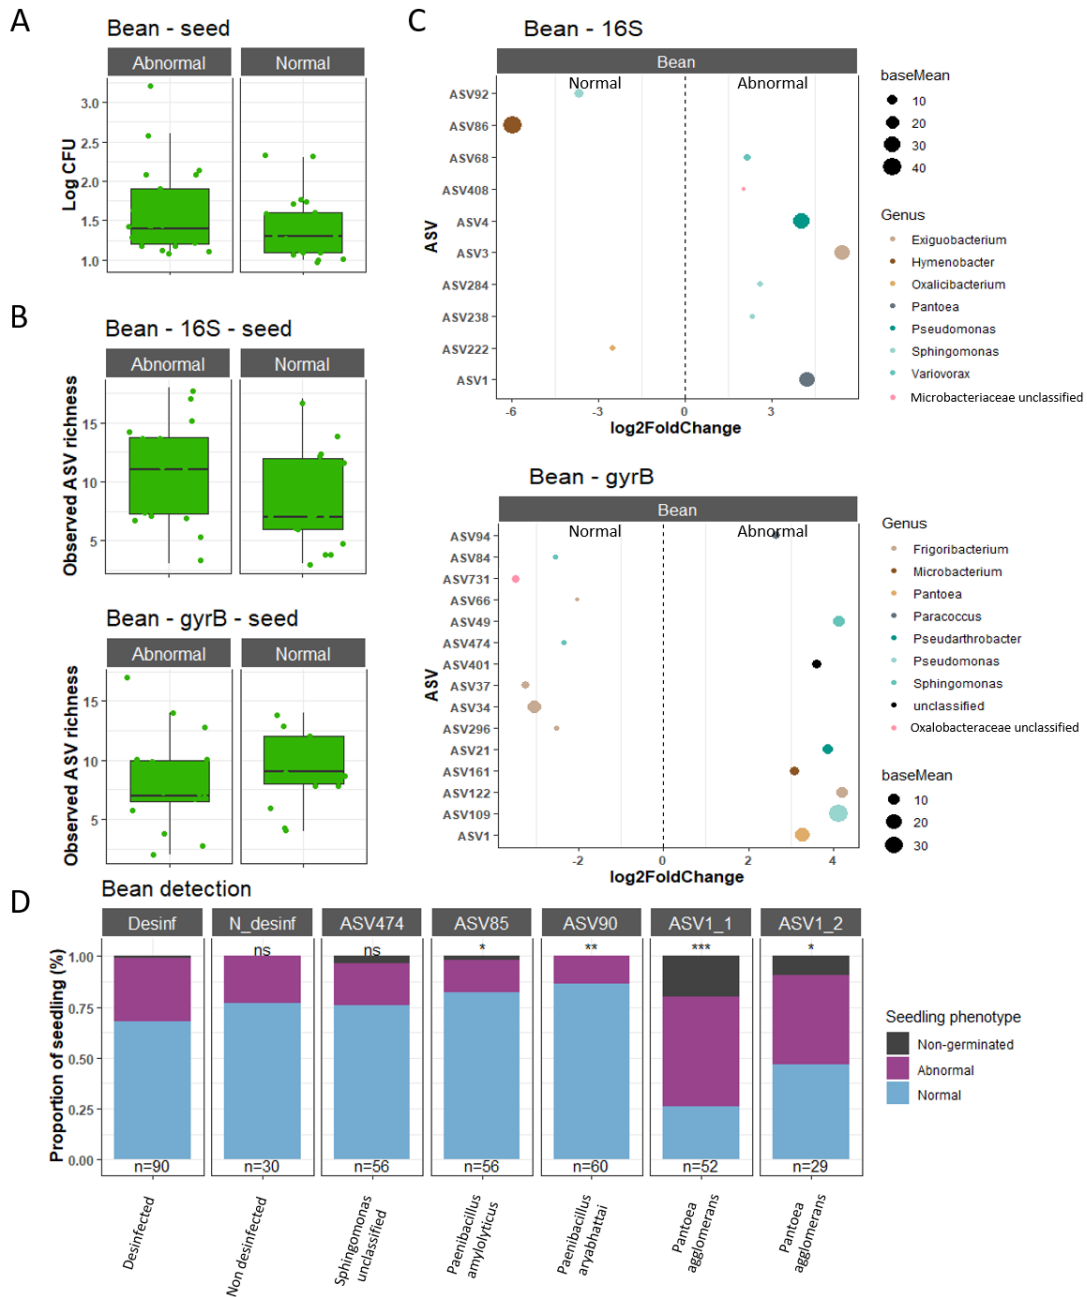 A
Bean - seed
Abnormal
Normal
Log CFU
3.0
2.5
2.0
1.5
1.0
B
Bean - 16S - seed
Abnormal
Normal
Observed ASV richness
15
10
5
Bean - gyrB - seed
Abnormal
Normal
Observed ASV richness
15
10
5
C
Bean - 16S
Bean
Normal
Abnormal
ASV
ASV92
ASV86
ASV68
ASV408
ASV4
ASV3
ASV284
ASV238
ASV222
ASV1
-6
-3
0
3
log2FoldChange
baseMean
10
20
30
40
Genus
Exiguobacterium
Hymenobacter
Oxalicibacterium
Pantoea
Pseudomonas
Sphingomonas
Variovorax
Microbacteriaceae unclassified
Bean - gyrB
Bean
Normal
Abnormal
ASV
ASV94
ASV84
ASV731
ASV66
ASV49
ASV474
ASV401
ASV37
ASV34
ASV296
ASV21
ASV161
ASV122
ASV109
ASV1
-2
0
2
4
log2FoldChange
Genus
Frigoribacterium
Microbacterium
Pantoea
Paracoccus
Pseudarthrobacter
Pseudomonas
Sphingomonas
unclassified
Oxalobacteraceae unclassified
baseMean
10
20
30
D
Bean detection
Desinf
N_desinf
ASV474
ASV85
ASV90
ASV1_1
ASV1_2
ns
ns
*
**
***
*
Proportion of seedling (%)
1.00
0.75
0.50
0.25
0.00
n=90
n=30
n=56
n=56
n=60
n=52
n=29
Desinfected
Non desinfected
Sphingomonas
unclassified
Paenibacillus
amylolyticus
Paenibacillus
aryabhattai
Pantoea
agglomerans
Pantoea
agglomerans
Seedling phenotype
Non-germinated
Abnormal
Normal